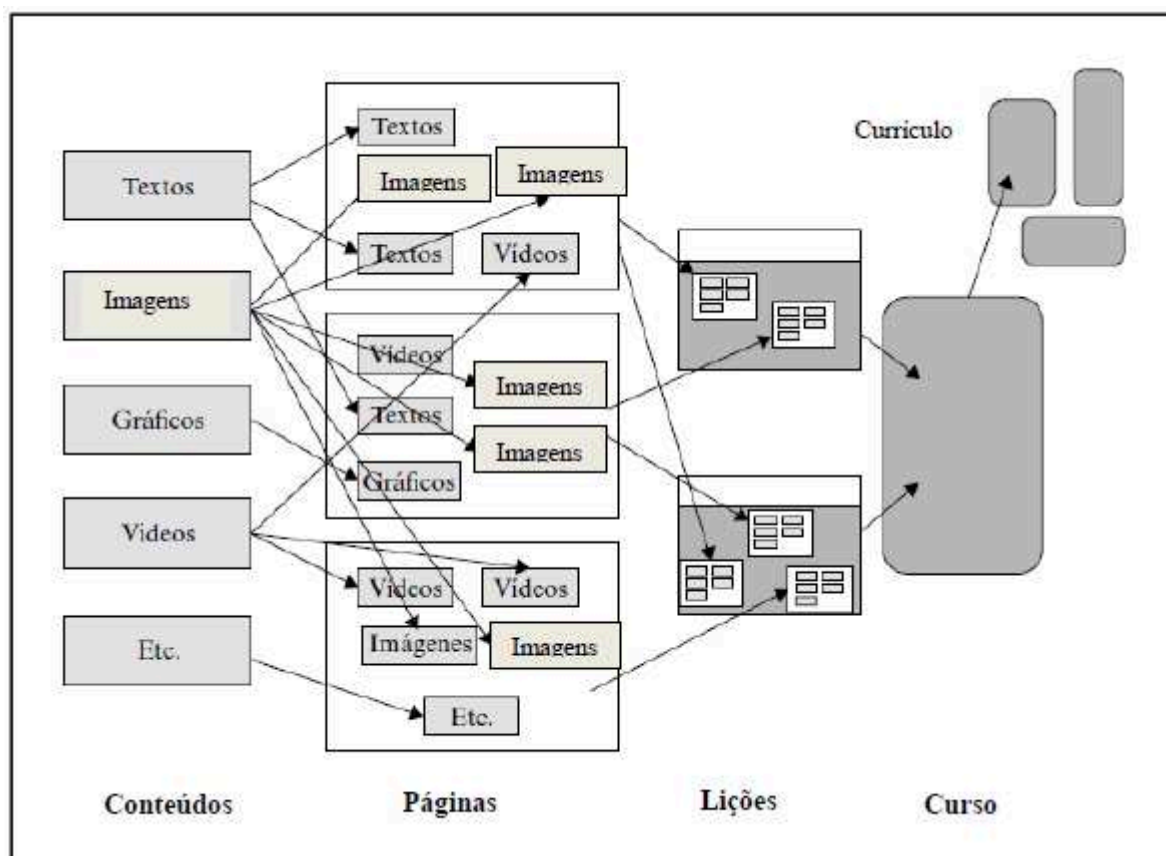 Textos
Imagens
Gráficos
Videos
Etc.
Textos
Imagens
Imagens
Textos
Vídeos
Vídeos
Imagens
Textos
Imagens
Gráficos
Vídeos
Vídeos
Imágenes
Imagens
Etc.
Currículo
Conteúdos
Páginas
Lições
Curso